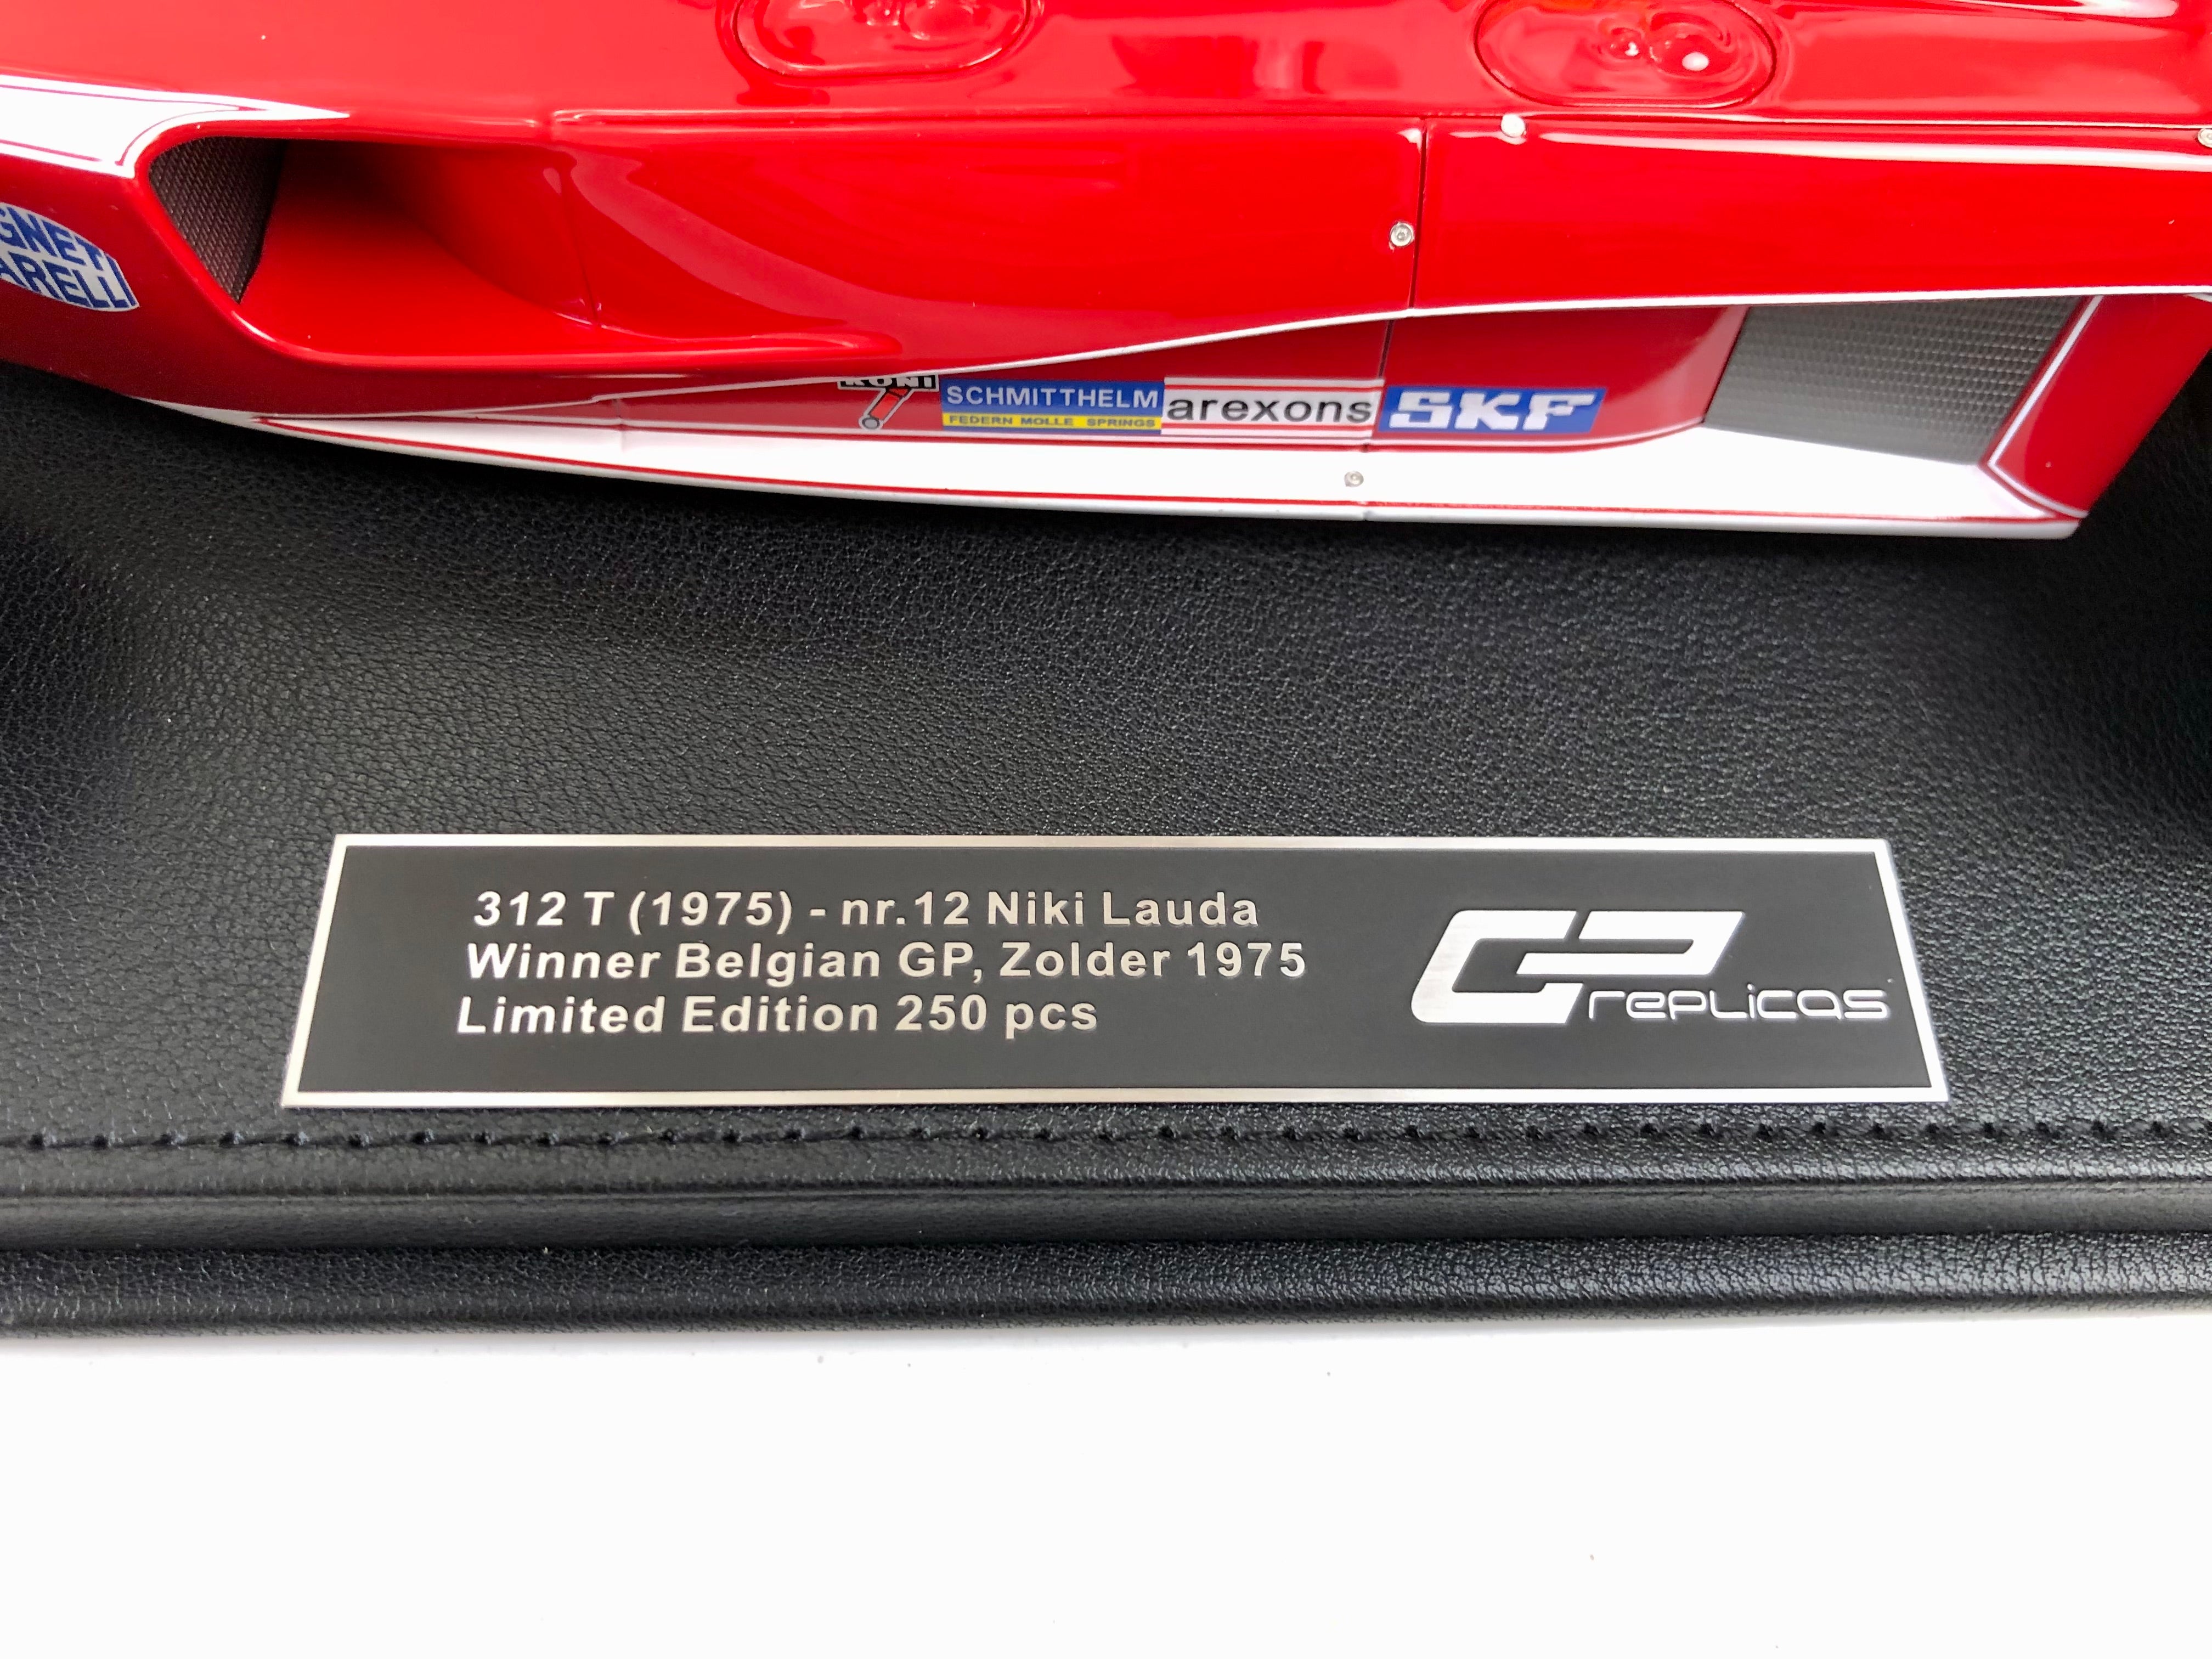 KONI
SCHMITTHELM
FEDERN MOLLE SPRINGS
arexons
SKF
312 T (1975) - nr.12 Niki Lauda
Winner Belgian GP, Zolder 1975
Limited Edition 250 pcs
GP replicas